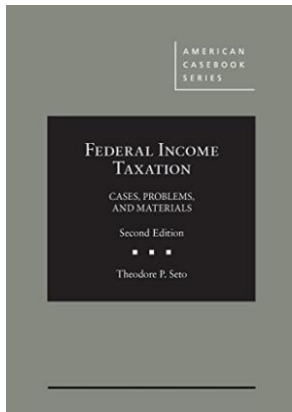 AMERICAN
CASEBOOK
SERIES
FEDERAL INCOME
TAXATION
CASES, PROBLEMS,
AND MATERIALS
Second Edition
Theodore P. Seto